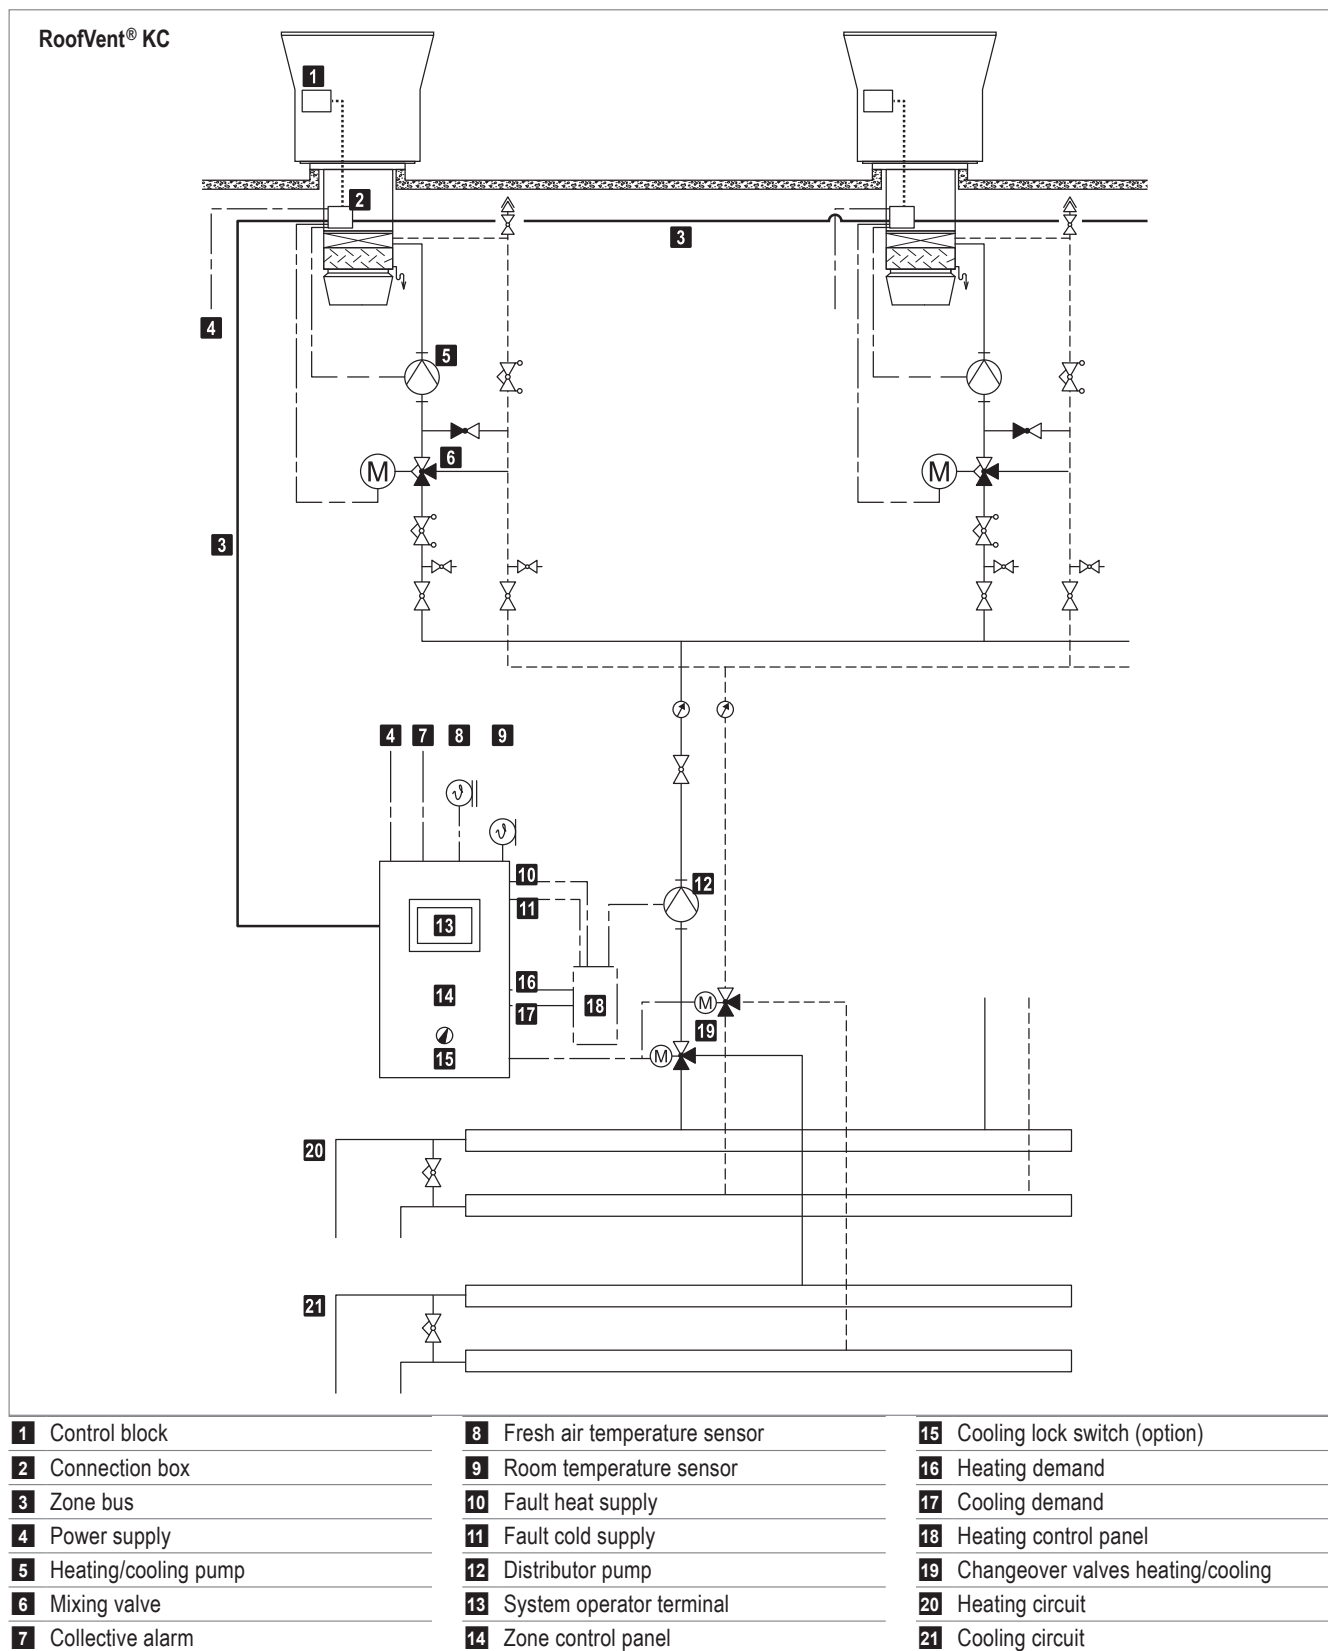 RoofVent® KC
1
2
3
4
5
M
6
M
3
4
7
8
9
ϑ
ϑ
10
12
11
13
16
14
18
M
17
19
15
M
20
21
1 Control block
2 Connection box
3 Zone bus
4 Power supply
5 Heating/cooling pump
6 Mixing valve
7 Collective alarm
8 Fresh air temperature sensor
9 Room temperature sensor
10 Fault heat supply
11 Fault cold supply
12 Distributor pump
13 System operator terminal
14 Zone control panel
15 Cooling lock switch (option)
16 Heating demand
17 Cooling demand
18 Heating control panel
19 Changeover valves heating/cooling
20 Heating circuit
21 Cooling circuit